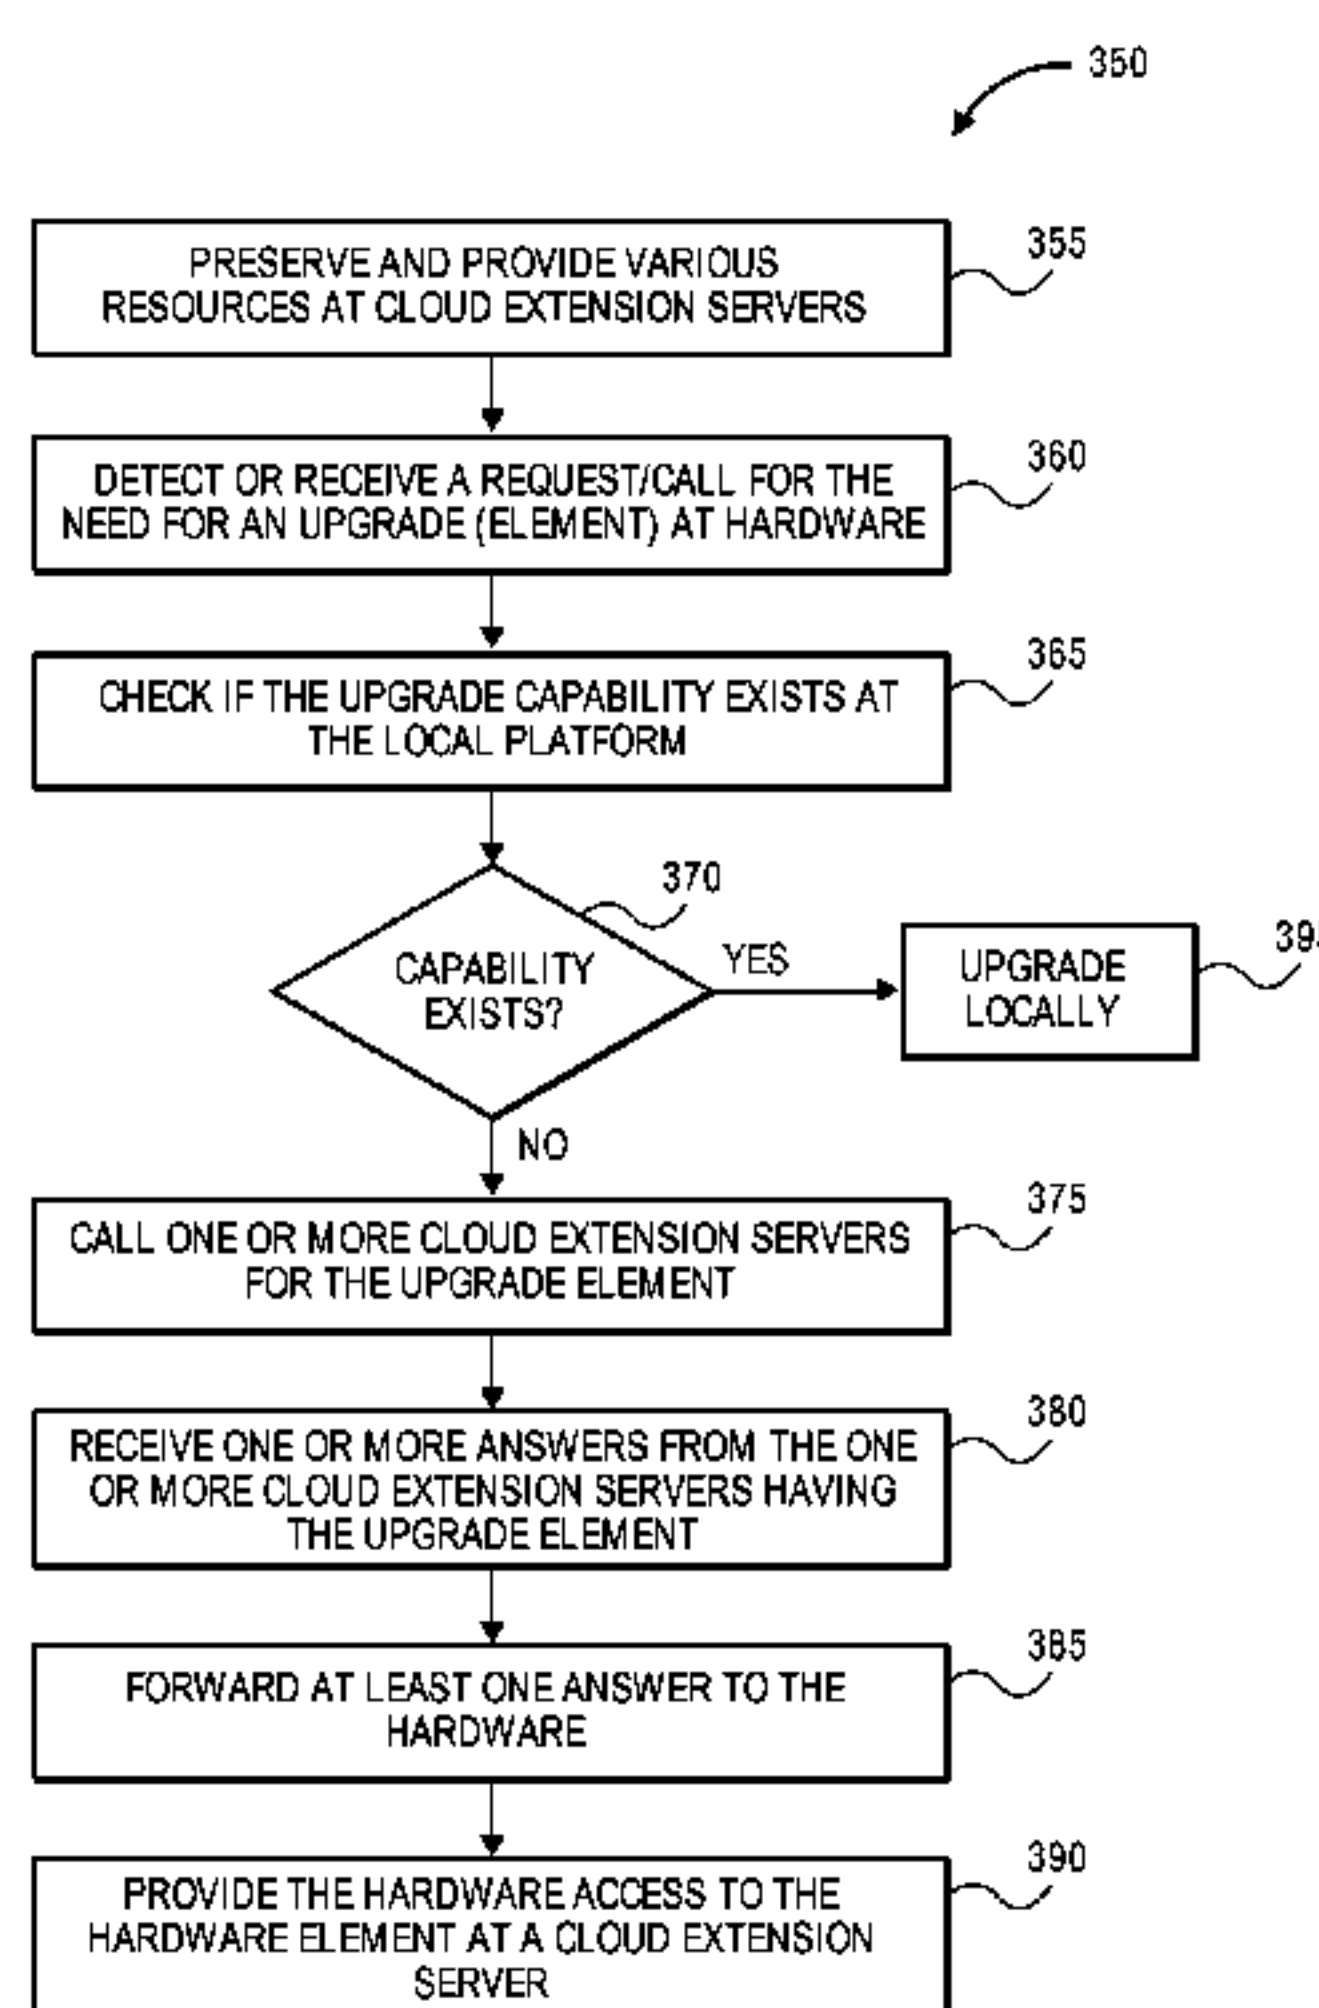 350
PRESERVE AND PROVIDE VARIOUS
RESOURCES AT CLOUD EXTENSION SERVERS
355
DETECT OR RECEIVE A REQUEST/CALL FOR THE
NEED FOR AN UPGRADE (ELEMENT) AT HARDWARE
360
CHECK IF THE UPGRADE CAPABILITY EXISTS AT
THE LOCAL PLATFORM
365
370
CAPABILITY
EXISTS?
YES
UPGRADE
LOCALLY
NO
CALL ONE OR MORE CLOUD EXTENSION SERVERS
FOR THE UPGRADE ELEMENT
375
RECEIVE ONE OR MORE ANSWERS FROM THE ONE
OR MORE CLOUD EXTENSION SERVERS HAVING
THE UPGRADE ELEMENT
380
FORWARD AT LEAST ONE ANSWER TO THE
HARDWARE
385
PROVIDE THE HARDWARE ACCESS TO THE
HARDWARE ELEMENT AT A CLOUD EXTENSION
SERVER
390